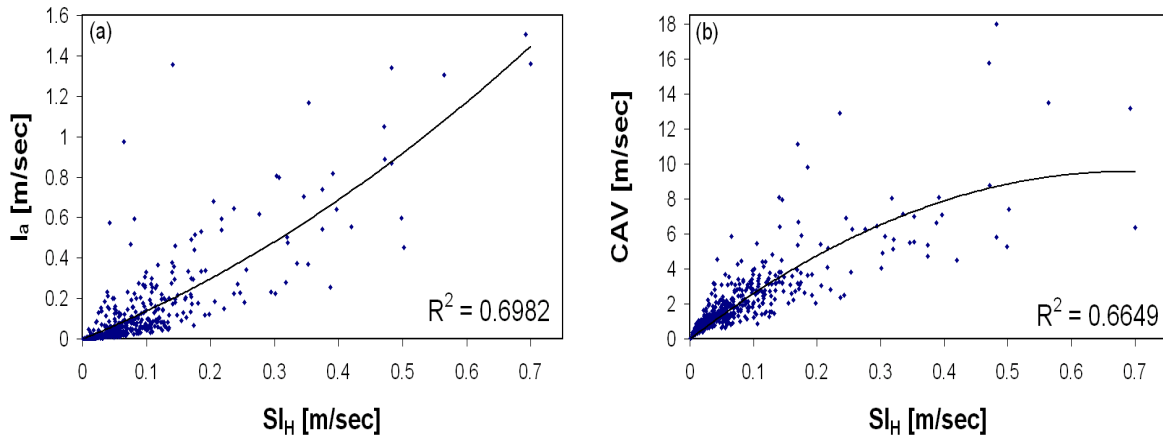 (a)
I_a [m/sec]
1.6
1.4
1.2
1
0.8
0.6
0.4
0.2
0
R² = 0.6982
0 0.1 0.2 0.3 0.4 0.5 0.6 0.7
SI_H [m/sec]
(b)
CAV [m/sec]
18
16
14
12
10
8
6
4
2
0
R² = 0.6649
0 0.1 0.2 0.3 0.4 0.5 0.6 0.7
SI_H [m/sec]